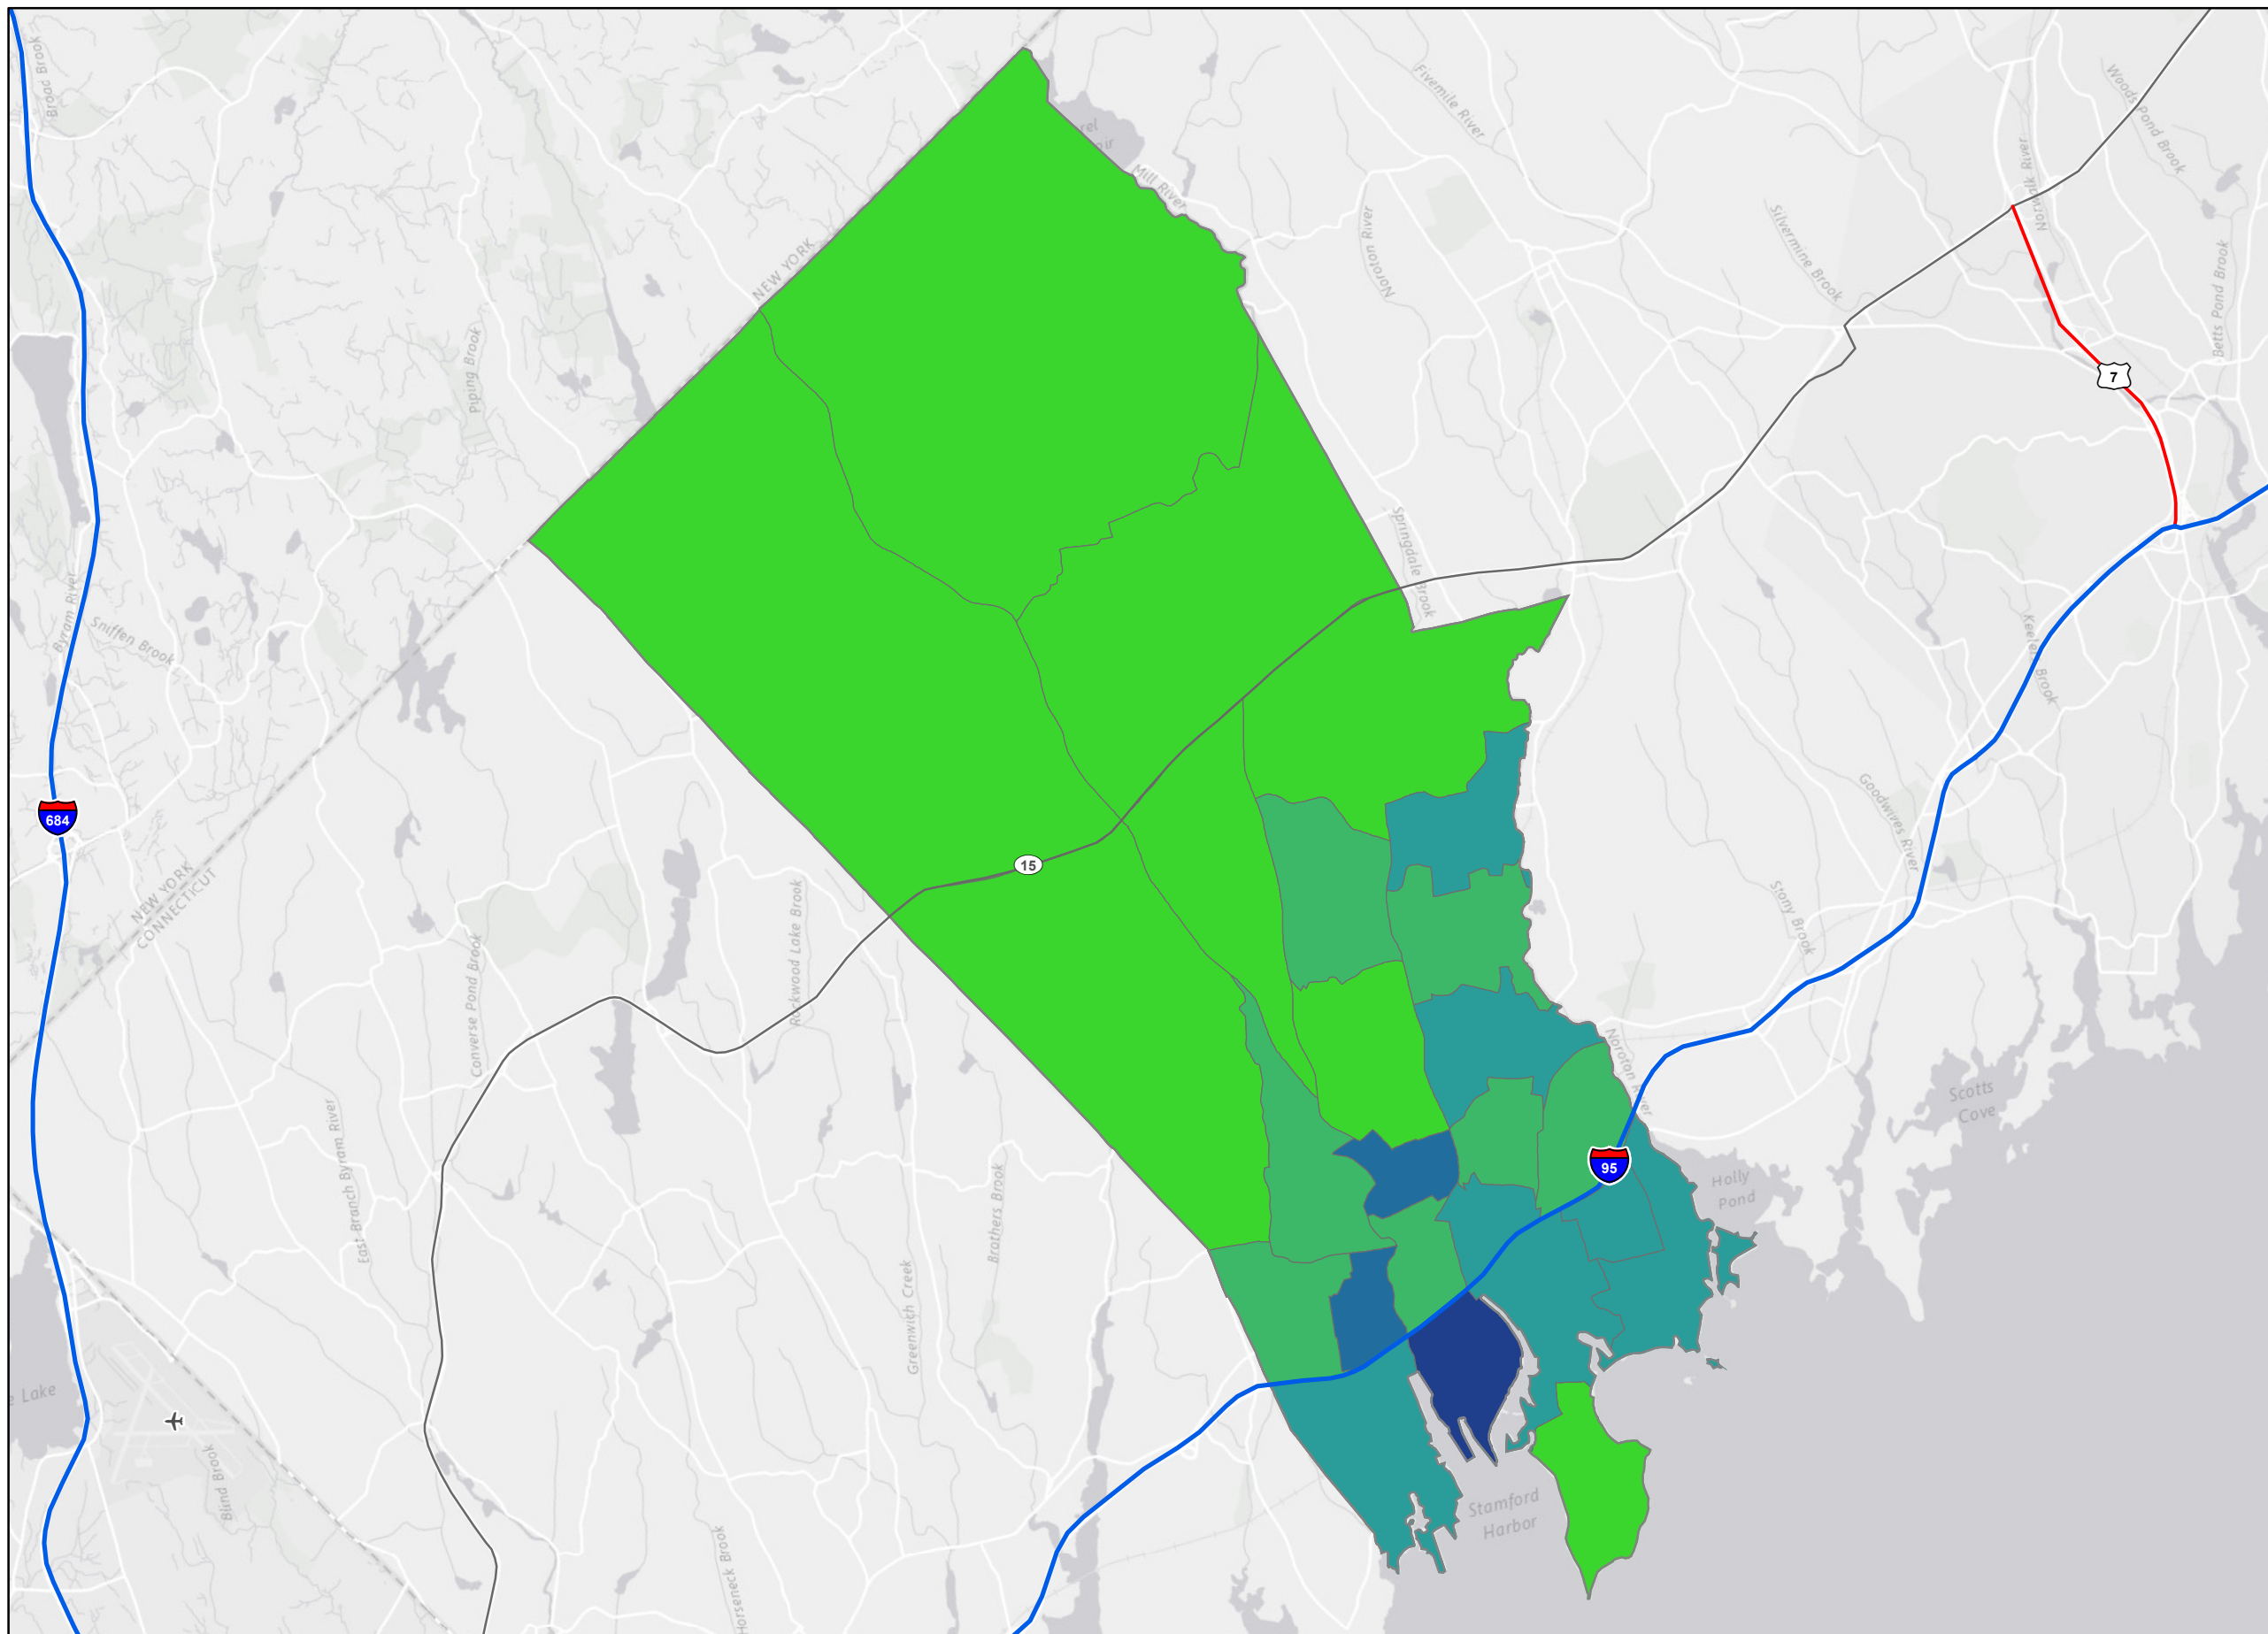 Broad Brook
Fivemile River
Woods Pond Brook
rel
oir
Mill River
Norwalk River
Noroton River
Silvermine Brook
NEW YORK
Betts Pond Brook
Piping Brook
7
Springdale Brook
Byram River
Sniffen Brook
Keeler Brook
684
Goodwives River
15
NEW YORK
CONNECTICUT
Rockwood Lake Brook
Stony Brook
Converse Pond Brook
Noroton River
Scotts
Cove
East Branch Byram River
95
Holly
Pond
Brothers Brook
Greenwich Creek
e Lake
Blind Brook
Stamford
Harbor
Horseneck Brook